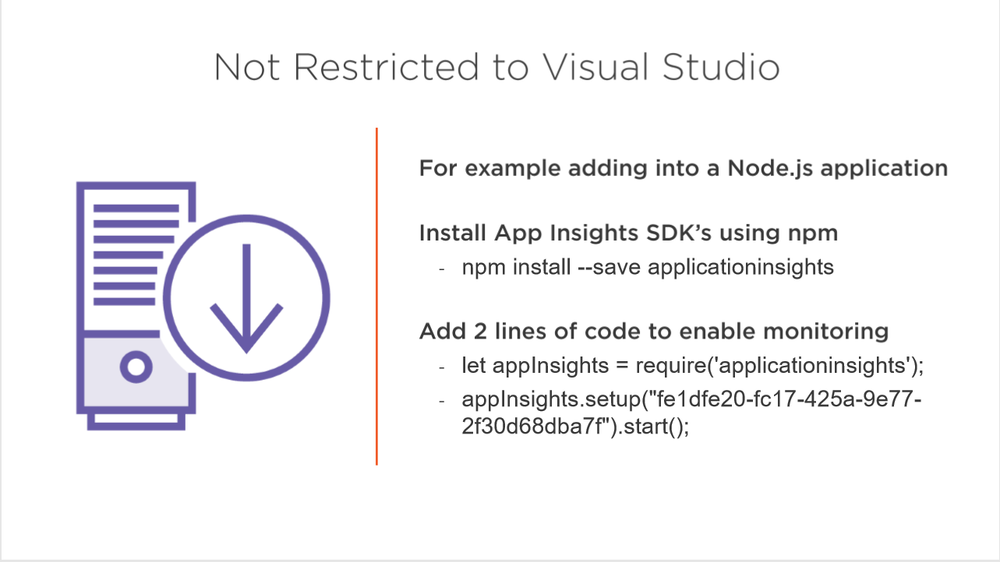 Not Restricted to Visual Studio
For example adding into a Node.js application
Install App Insights SDK’s using npm
- npm install --save applicationinsights
Add 2 lines of code to enable monitoring
- let appInsights = require('applicationinsights');
- appInsights.setup("fe1dfe20-fc17-425a-9e77-
2f30d68dba7f").start();